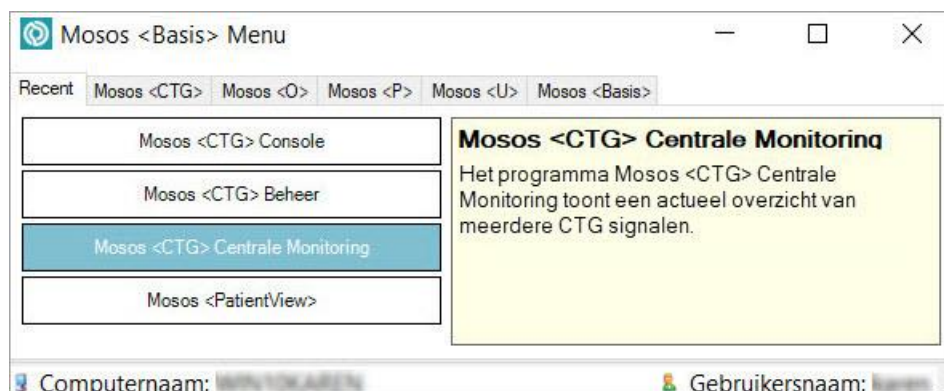 Mosos <Basis> Menu
Recent Mosos <CTG> Mosos <O> Mosos <P> Mosos <U> Mosos <Basis>
Mosos <CTG> Console
Mosos <CTG> Beheer
Mosos <CTG> Centrale Monitoring
Mosos <PatientView>
Mosos <CTG> Centrale Monitoring
Het programma Mosos <CTG> Centrale
Monitoring toont een actueel overzicht van
meerdere CTG signalen.
Computernaam:
Gebruikersnaam: